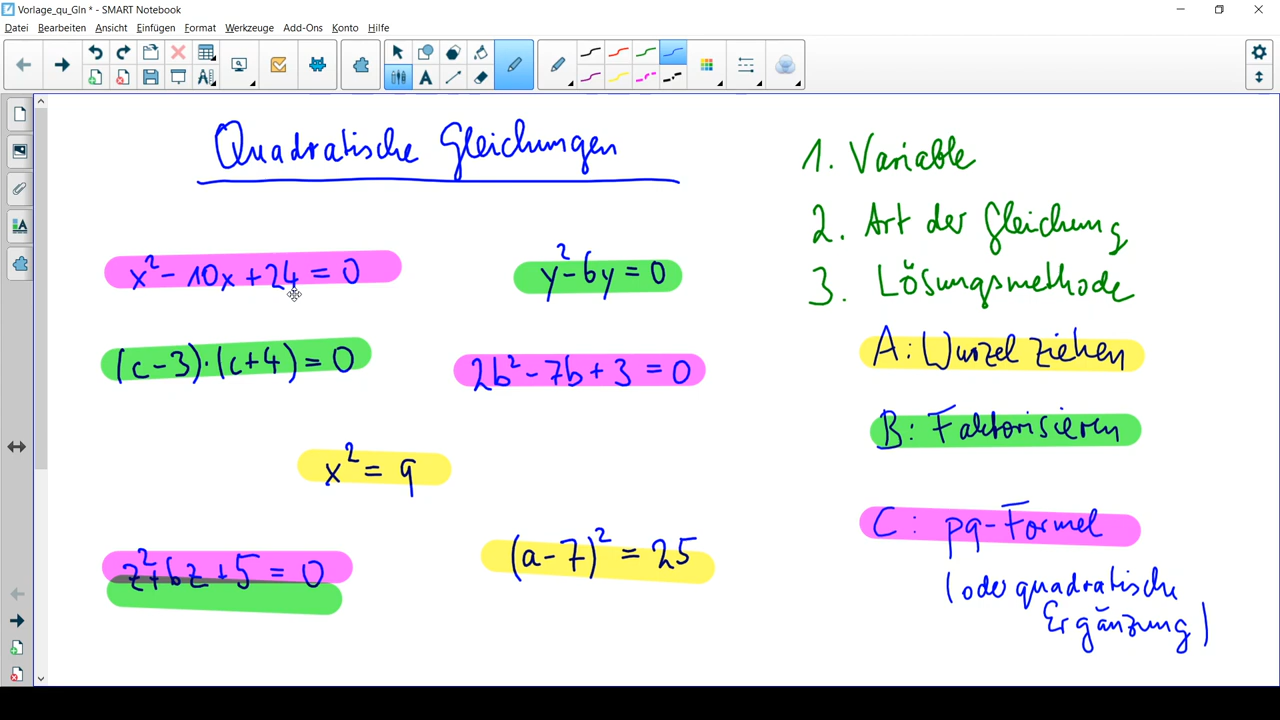 Vorlage_qu_Gln * - SMART Notebook
Datei Bearbeiten Ansicht Einfügen Format Werkzeuge Add-Ons Konto Hilfe
Quadratische Gleichungen
x² - 10x + 24 = 0
y² - 6y = 0
(c - 3)·(c + 4) = 0
2b² - 7b + 3 = 0
x² = 9
z² + 6z + 5 = 0
(a - 7)² = 25
1. Variable
2. Art der Gleichung
3. Lösungsmethode
A: Wurzel ziehen
B: Faktorisieren
C: pq-Formel
(oder quadratische
Ergänzung)